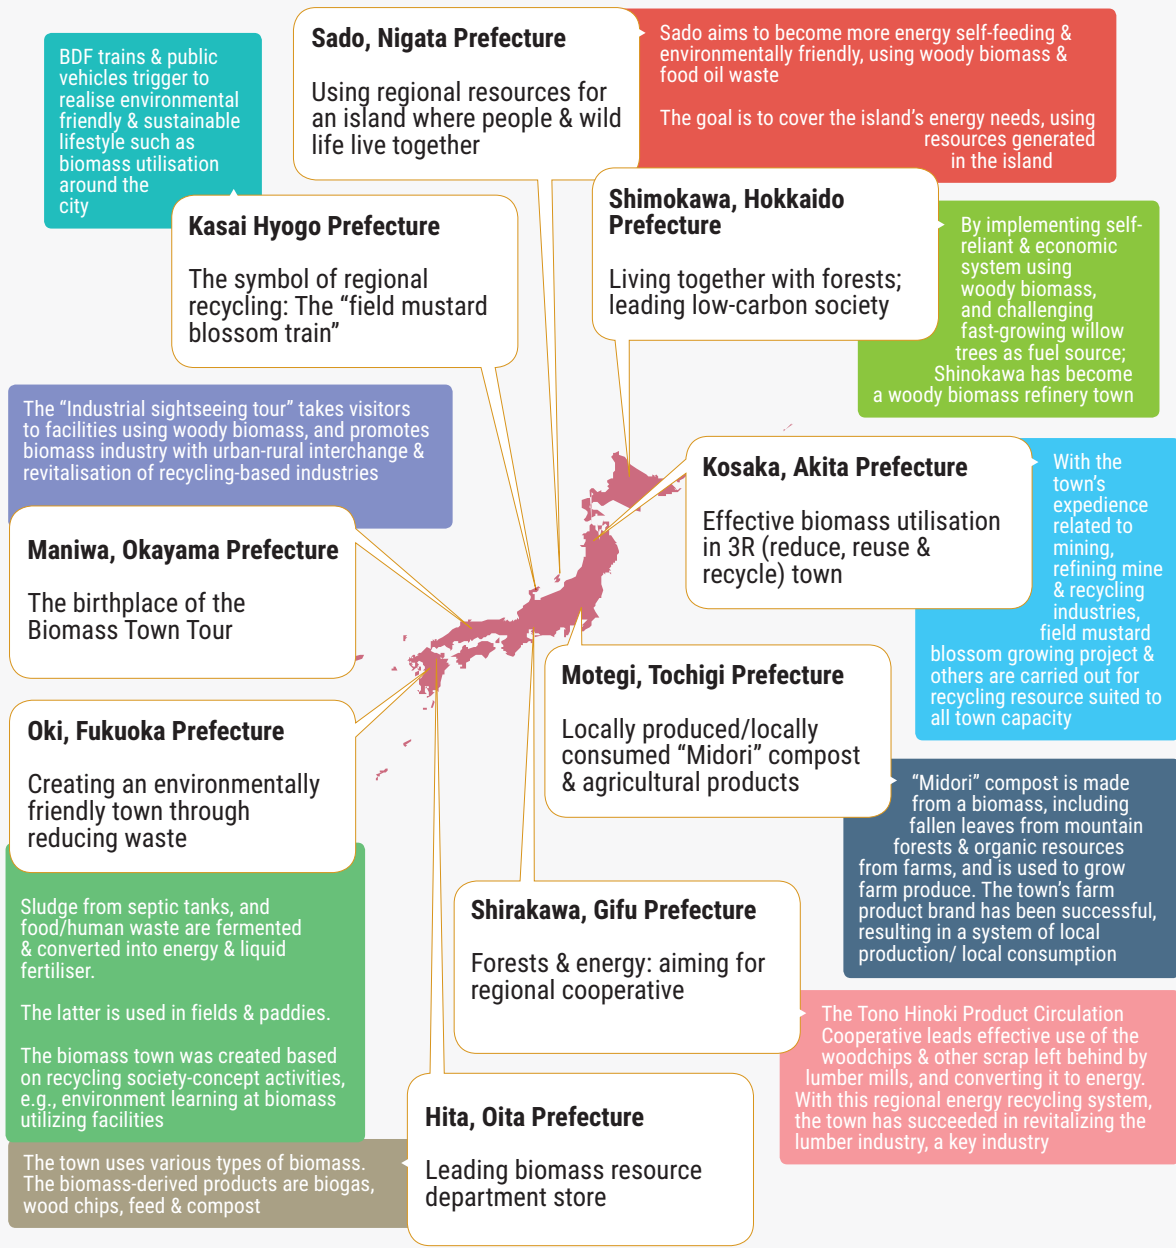 BDF trains & public
vehicles trigger to
realise environmental
friendly & sustainable
lifestyle such as
biomass utilisation
around the
city
Sado, Nigata Prefecture
Using regional resources for
an island where people & wild
life live together
Sado aims to become more energy self-feeding &
environmentally friendly, using woody biomass &
food oil waste
The goal is to cover the island’s energy needs, using
resources generated
in the island
Kasai Hyogo Prefecture
The symbol of regional
recycling: The “field mustard
blossom train”
Shimokawa, Hokkaido
Prefecture
Living together with forests;
leading low-carbon society
By implementing self-
reliant & economic
system using
woody biomass,
and challenging
fast-growing willow
trees as fuel source;
Shinokawa has become
a woody biomass refinery town
The “Industrial sightseeing tour” takes visitors
to facilities using woody biomass, and promotes
biomass industry with urban-rural interchange &
revitalisation of recycling-based industries
Maniwa, Okayama Prefecture
The birthplace of the
Biomass Town Tour
Kosaka, Akita Prefecture
Effective biomass utilisation
in 3R (reduce, reuse &
recycle) town
With the
town’s
expedience
related to
mining,
refining mine
& recycling
industries,
field mustard
blossom growing project &
others are carried out for
recycling resource suited to
all town capacity
Oki, Fukuoka Prefecture
Creating an environmentally
friendly town through
reducing waste
Sludge from septic tanks, and
food/human waste are fermented
& converted into energy & liquid
fertiliser.
The latter is used in fields & paddies.
The biomass town was created based
on recycling society-concept activities,
e.g., environment learning at biomass
utilizing facilities
Motegi, Tochigi Prefecture
Locally produced/locally
consumed “Midori” compost
& agricultural products
“Midori” compost is made
from a biomass, including
fallen leaves from mountain
forests & organic resources
from farms, and is used to grow
farm produce. The town’s farm
product brand has been successful,
resulting in a system of local
production/ local consumption
Shirakawa, Gifu Prefecture
Forests & energy: aiming for
regional cooperative
The Tono Hinoki Product Circulation
Cooperative leads effective use of the
woodchips & other scrap left behind by
lumber mills, and converting it to energy.
With this regional energy recycling system,
the town has succeeded in revitalizing the
lumber industry, a key industry
Hita, Oita Prefecture
Leading biomass resource
department store
The town uses various types of biomass.
The biomass-derived products are biogas,
wood chips, feed & compost